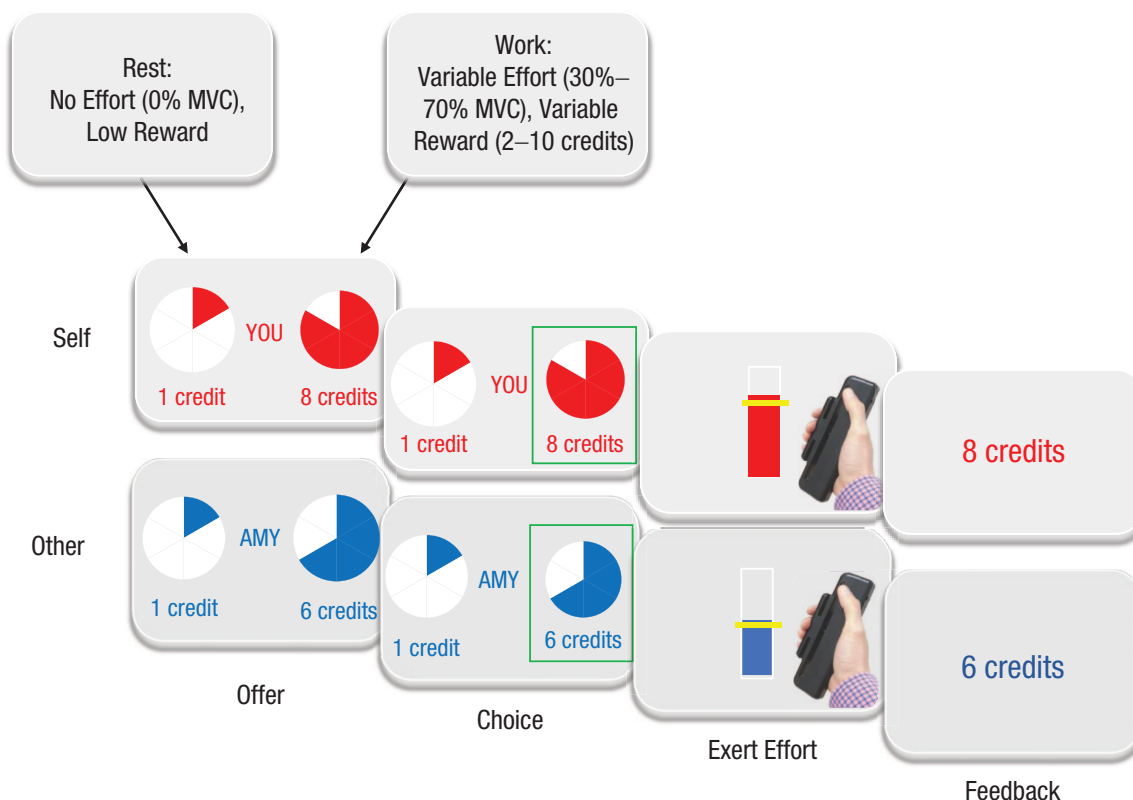 Rest:
No Effort (0% MVC),
Low Reward
Work:
Variable Effort (30%–
70% MVC), Variable
Reward (2–10 credits)
Self
YOU
1 credit
8 credits
YOU
1 credit
8 credits
8 credits
Other
AMY
1 credit
6 credits
AMY
1 credit
6 credits
6 credits
Offer
Choice
Exert Effort
Feedback